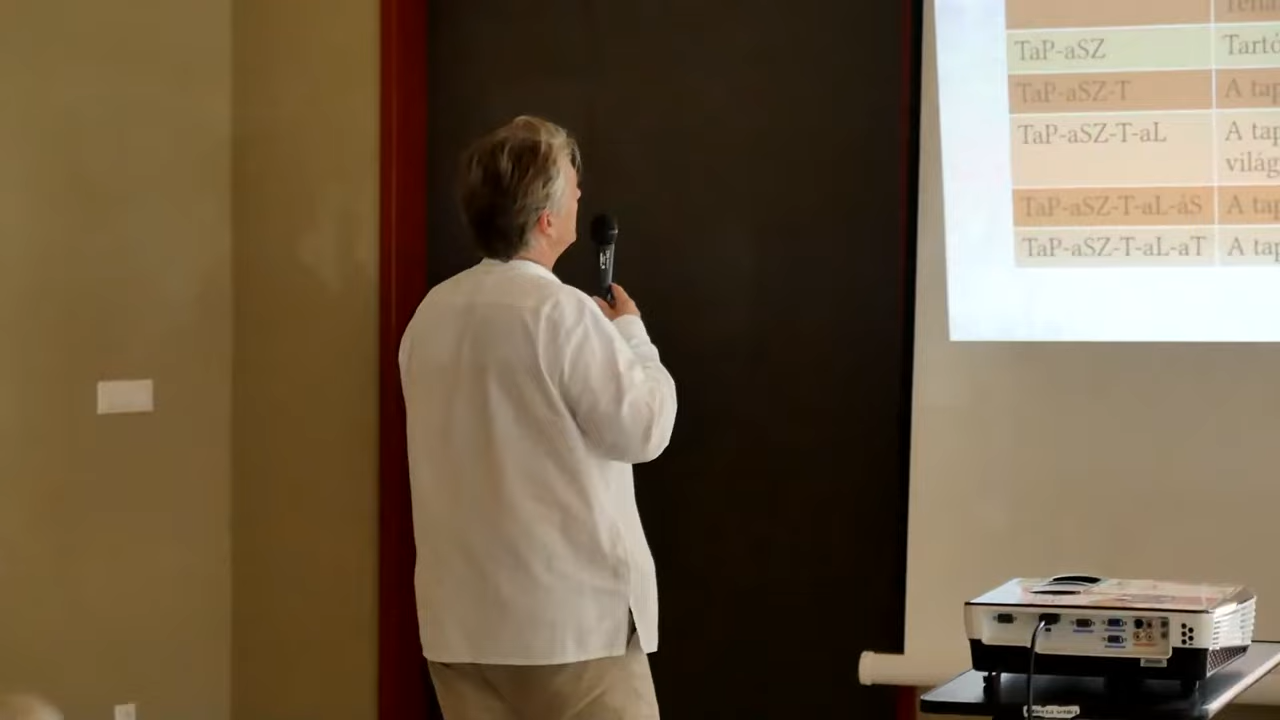 TaP-aSZ
Tartó
TaP-aSZ-T
A tap
TaP-aSZ-T-aL
A tap
világ
TaP-aSZ-T-aL-áS
A tap
TaP-aSZ-T-aL-aT
A tap